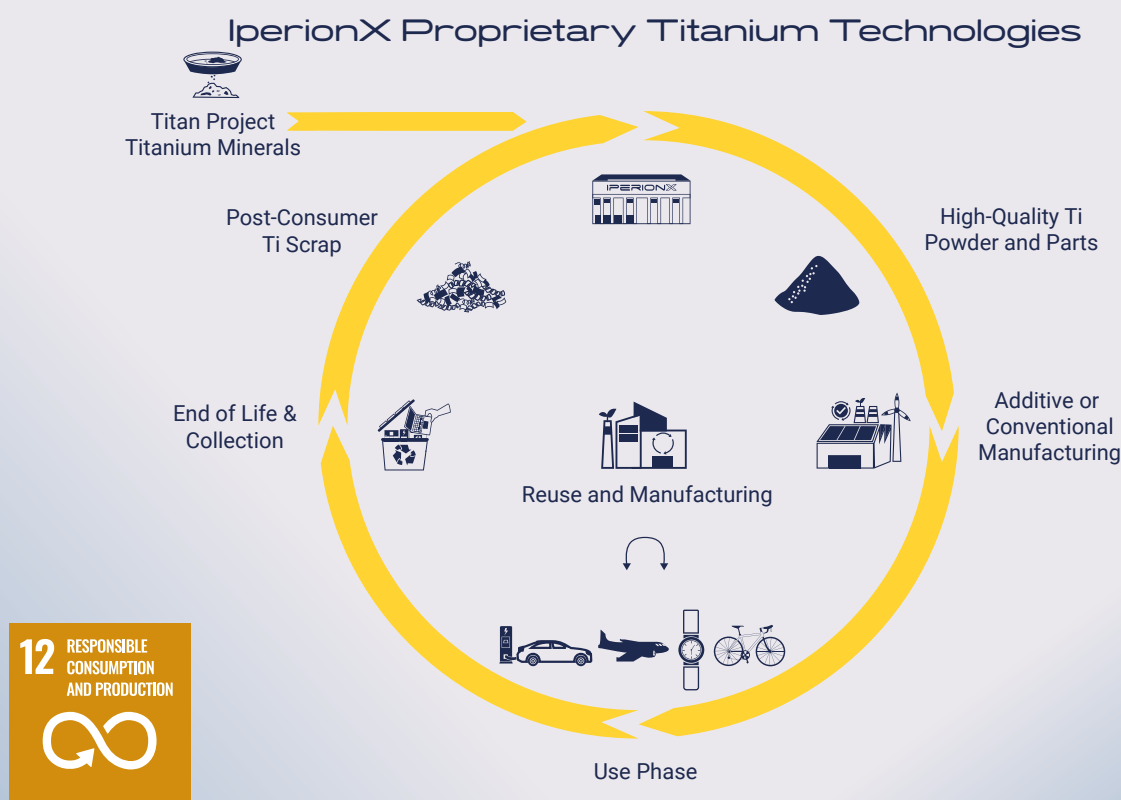 IperionX Proprietary Titanium Technologies
Titan Project
Titanium Minerals
IPERIONX
Post-Consumer
Ti Scrap
High-Quality Ti
Powder and Parts
End of Life &
Collection
Additive or
Conventional
Manufacturing
Reuse and Manufacturing
12 RESPONSIBLE
CONSUMPTION
AND PRODUCTION
Use Phase